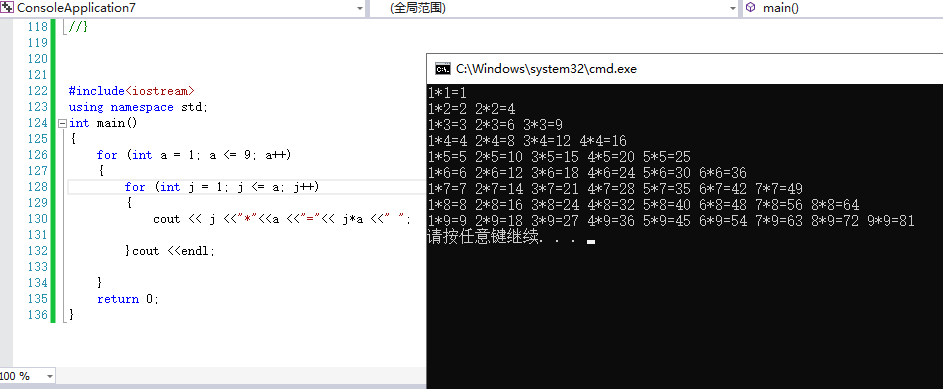 ConsoleApplication7 (全局范围) main()
118 //}
119
120
121
122 #include<iostream>
123 using namespace std;
124 int main()
125 {
126 for (int a = 1; a <= 9; a++)
127 {
128 for (int j = 1; j <= a; j++)
129 {
130 cout << j <<"*"<<a <<"="<< j*a <<" ";
131
132 }cout <<endl;
133
134 }
135 return 0;
136 }
100 %
C:\Windows\system32\cmd.exe
1*1=1
1*2=2 2*2=4
1*3=3 2*3=6 3*3=9
1*4=4 2*4=8 3*4=12 4*4=16
1*5=5 2*5=10 3*5=15 4*5=20 5*5=25
1*6=6 2*6=12 3*6=18 4*6=24 5*6=30 6*6=36
1*7=7 2*7=14 3*7=21 4*7=28 5*7=35 6*7=42 7*7=49
1*8=8 2*8=16 3*8=24 4*8=32 5*8=40 6*8=48 7*8=56 8*8=64
1*9=9 2*9=18 3*9=27 4*9=36 5*9=45 6*9=54 7*9=63 8*9=72 9*9=81
请按任意键继续. . .